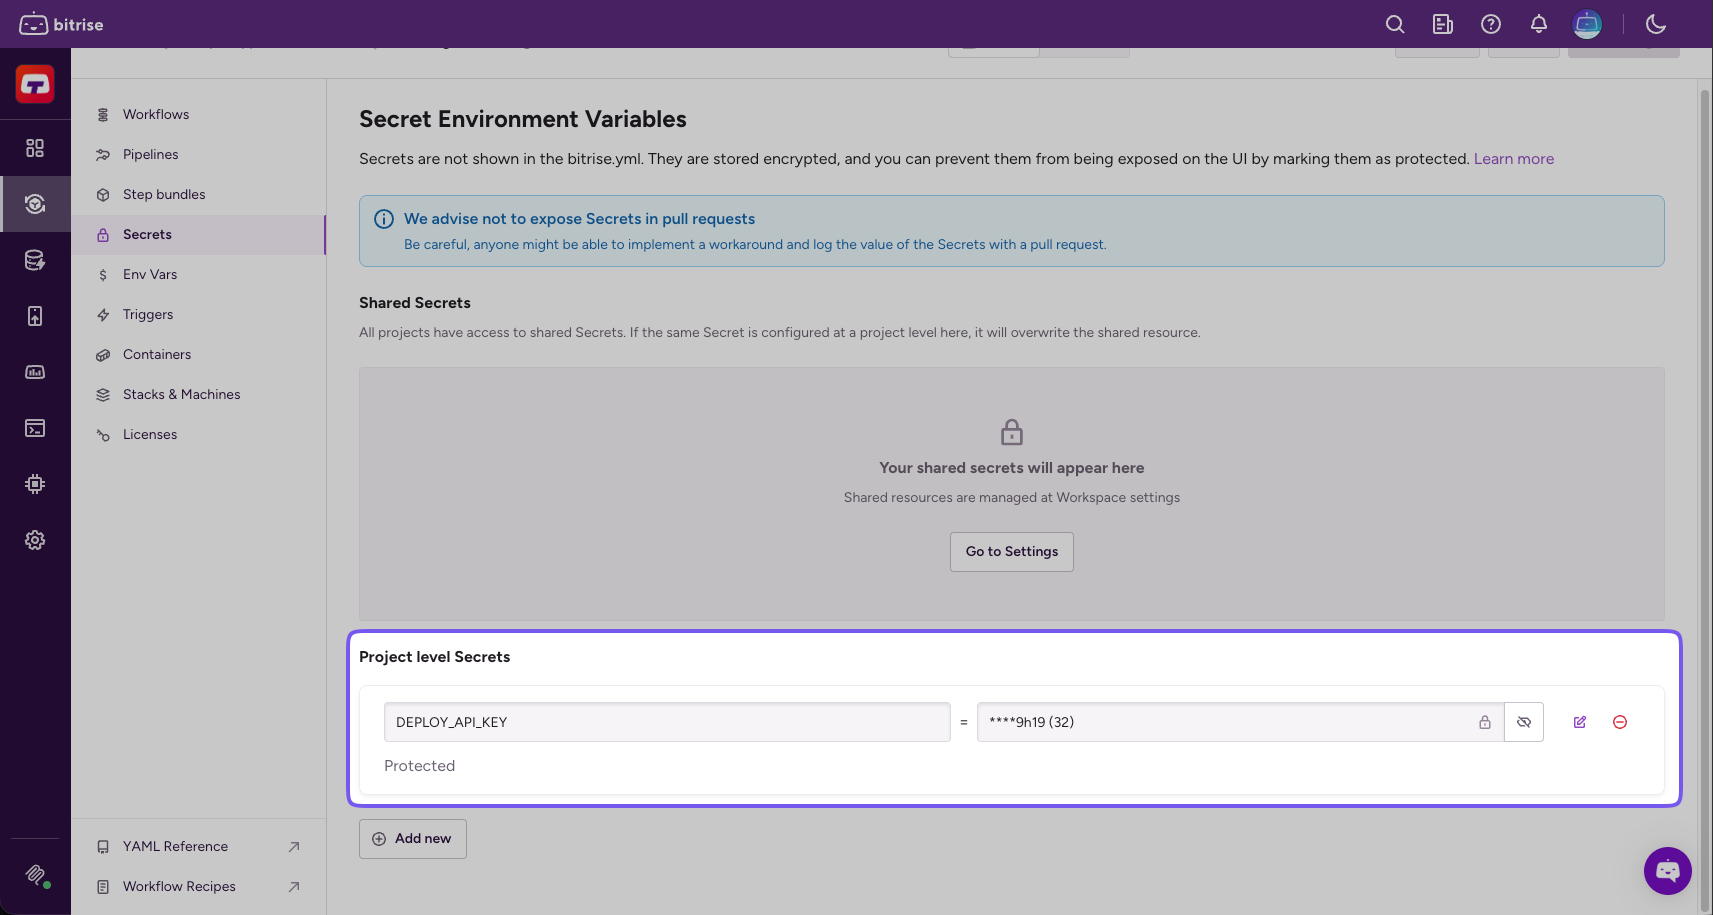 bitrise
Workflows
Pipelines
Step bundles
Secrets
Env Vars
Triggers
Containers
Stacks & Machines
Licenses
YAML Reference
Workflow Recipes
Secret Environment Variables
Secrets are not shown in the bitrise.yml. They are stored encrypted, and you can prevent them from being exposed on the UI by marking them as protected. Learn more
We advise not to expose Secrets in pull requests
Be careful, anyone might be able to implement a workaround and log the value of the Secrets with a pull request.
Shared Secrets
All projects have access to shared Secrets. If the same Secret is configured at a project level here, it will overwrite the shared resource.
Your shared secrets will appear here
Shared resources are managed at Workspace settings
Go to Settings
Project level Secrets
DEPLOY_API_KEY = ****9h19 (32)
Protected
Add new